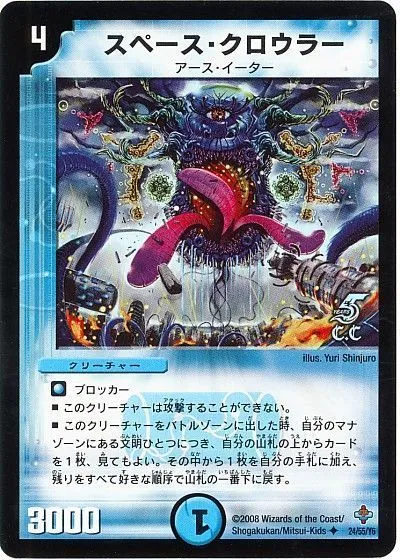 4
スペース・クロウラー
アース・イーター
5
YEARS
C.C
illus. Yuri Shinjuro
クリーチャー
ブロッカー
■このクリーチャーは攻撃することができない。
■このクリーチャーをバトルゾーンに出した時、自分のマナ
ゾーンにある文明ひとつにつき、自分の山札の上からカード
を1枚、見てもよい。その中から1枚を自分の手札に加え、
残りをすべて好きな順序で山札の一番下に戻す。
3000
©2008 Wizards of the Coast/
Shogakukan/Mitsui-Kids 24/55/Y6